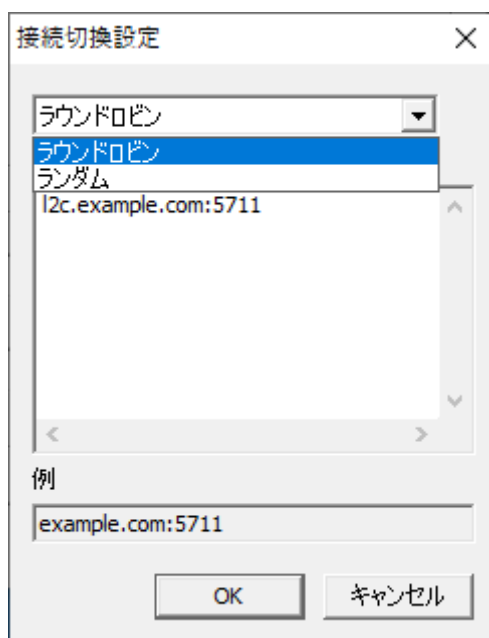 接続切換設定
ラウンドロビン
ラウンドロビン
ランダム
l2c.example.com:5711
例
example.com:5711
OK
キャンセル